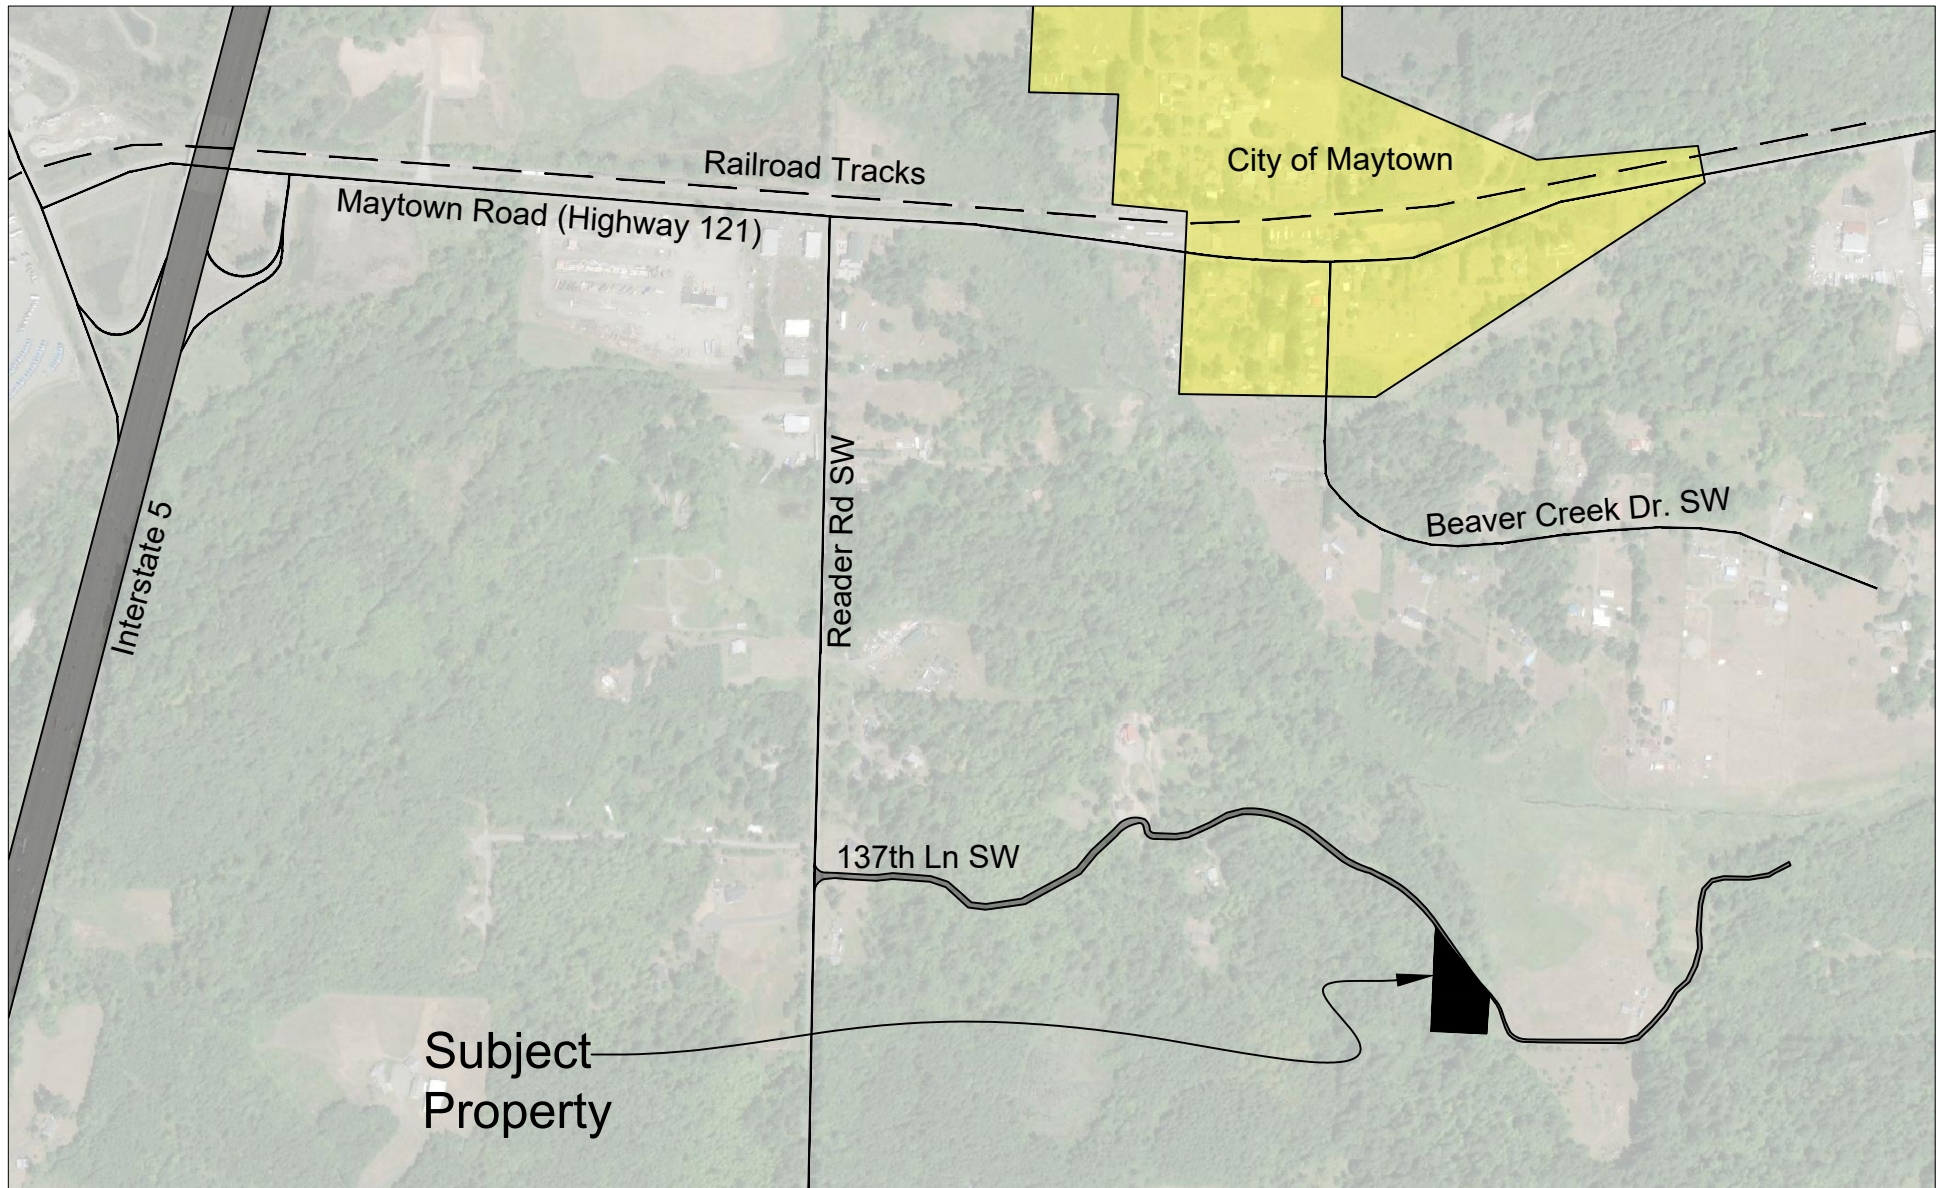 City of Maytown
Railroad Tracks
Maytown Road (Highway 121)
Reader Rd SW
Beaver Creek Dr. SW
Interstate 5
137th Ln SW
Subject
Property